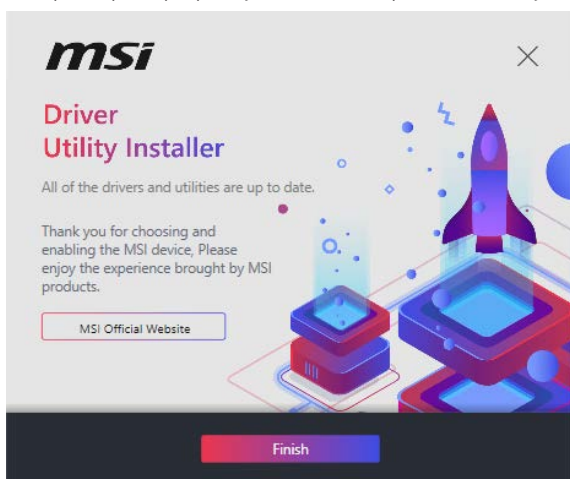 msi
Driver
Utility Installer
All of the drivers and utilities are up to date.
Thank you for choosing and
enabling the MSI device, Please
enjoy the experience brought by MSI
products.
MSI Official Website
Finish